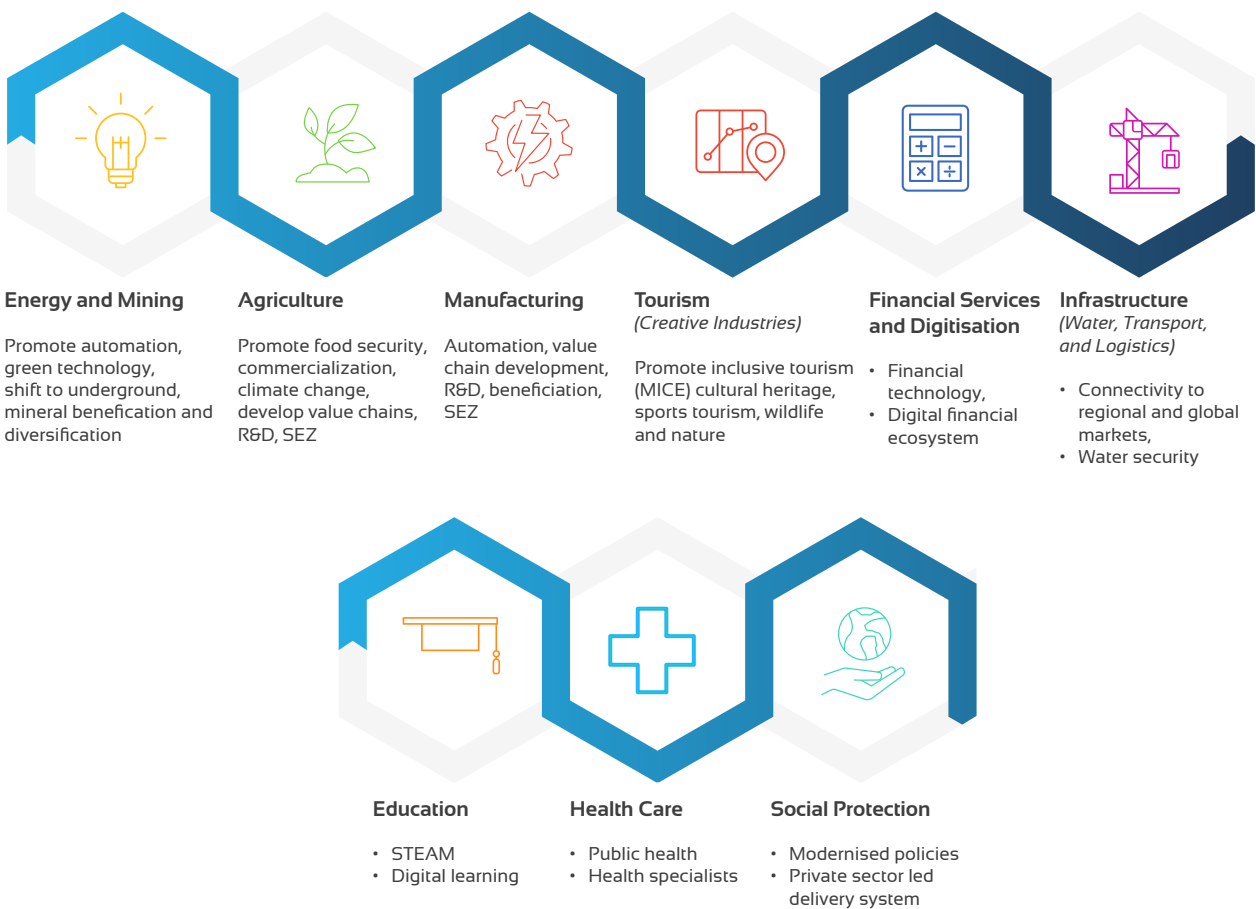 Energy and Mining
Promote automation,
green technology,
shift to underground,
mineral benefication and
diversification
Agriculture
Promote food security,
commercialization,
climate change,
develop value chains,
R&D, SEZ
Manufacturing
Automation, value
chain development,
R&D, beneficiation,
SEZ
Tourism
(Creative Industries)
Promote inclusive tourism
(MICE) cultural heritage,
sports tourism, wildlife
and nature
Financial Services
and Digitisation
• Financial
technology,
• Digital financial
ecosystem
Infrastructure
(Water, Transport,
and Logistics)
• Connectivity to
regional and global
markets,
• Water security
Education
• STEAM
• Digital learning
Health Care
• Public health
• Health specialists
Social Protection
• Modernised policies
• Private sector led
delivery system